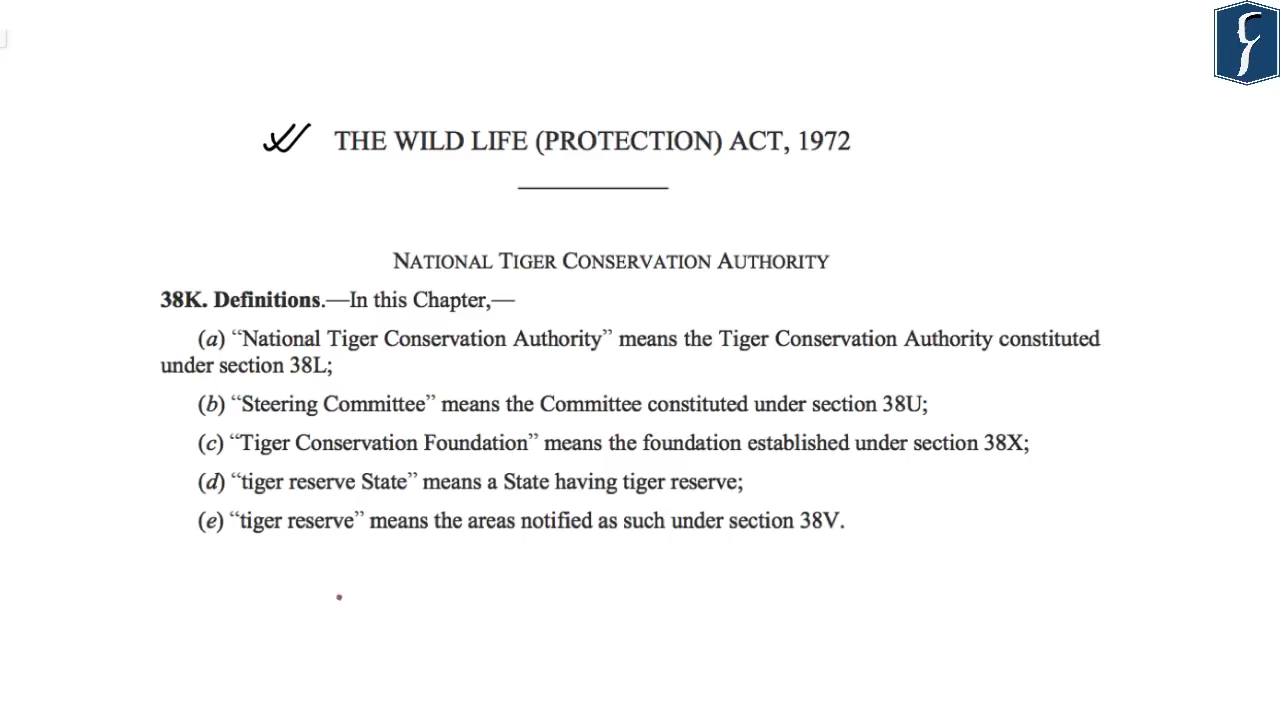 THE WILD LIFE (PROTECTION) ACT, 1972
NATIONAL TIGER CONSERVATION AUTHORITY
38K. Definitions.—In this Chapter,—
(a) “National Tiger Conservation Authority” means the Tiger Conservation Authority constituted
under section 38L;
(b) “Steering Committee” means the Committee constituted under section 38U;
(c) “Tiger Conservation Foundation” means the foundation established under section 38X;
(d) “tiger reserve State” means a State having tiger reserve;
(e) “tiger reserve” means the areas notified as such under section 38V.